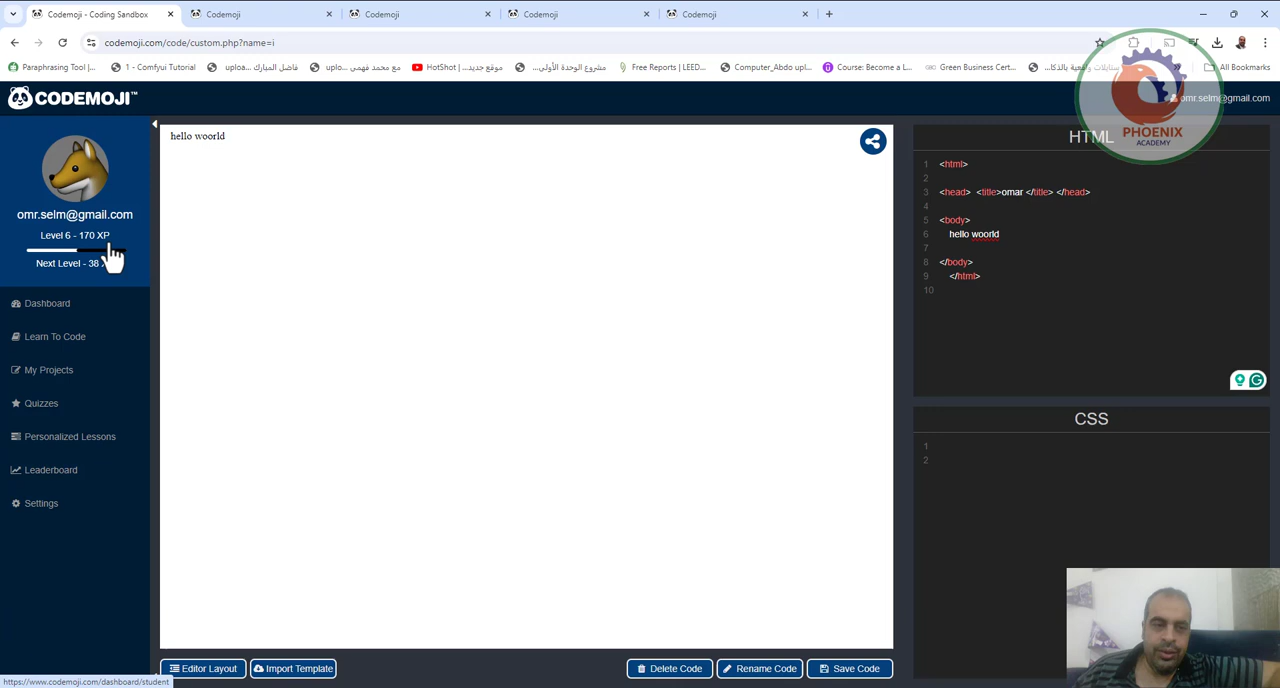 Codemoji - Coding Sandbox
Codemoji
Codemoji
Codemoji
Codemoji
codemoji.com/code/custom.php?name=i
Paraphrasing Tool |...
1 - Comfyui Tutorial
فاضل المبارك ...uploa
مع محمد فهمي ...uplo
HotShot | ...موقع جديد
مشروع الوحدة الأولى...
Free Reports | LEED...
Computer_Abdo upl...
Course: Become a L...
Green Business Cert...
All Bookmarks
CODEMOJI™
omr.selm@gmail.com
PHOENIX
ACADEMY
omr.selm@gmail.com
Level 6 - 170 XP
Next Level - 38
Dashboard
Learn To Code
My Projects
Quizzes
Personalized Lessons
Leaderboard
Settings
hello woorld
HTML
1 <html>
2
3 <head> <title>omar </title> </head>
4
5 <body>
6 hello woorld
7
8 </body>
9 </html>
10
CSS
1
2
Editor Layout
Import Template
Delete Code
Rename Code
Save Code
https://www.codemoji.com/dashboard/student